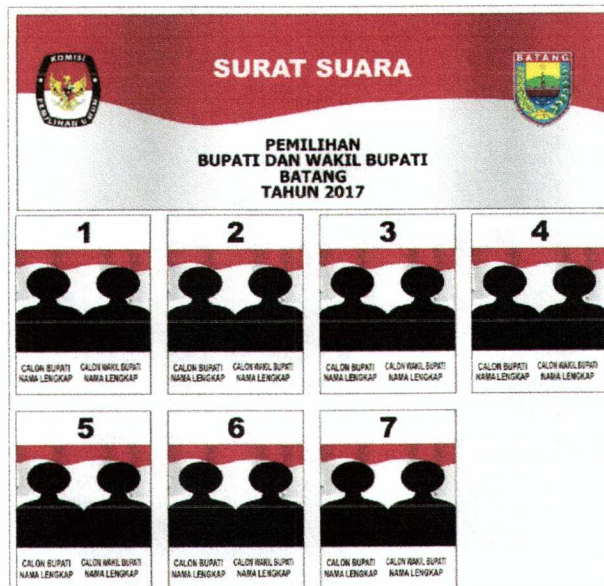 KOMISI
PEMILIHAN UMUM
SURAT SUARA
BATANG
PEMILIHAN
BUPATI DAN WAKIL BUPATI
BATANG
TAHUN 2017
1
2
3
4
CALON BUPATI
NAMA LENGKAP
CALON WAKIL BUPATI
NAMA LENGKAP
CALON BUPATI
NAMA LENGKAP
CALON WAKIL BUPATI
NAMA LENGKAP
CALON BUPATI
NAMA LENGKAP
CALON WAKIL BUPATI
NAMA LENGKAP
CALON BUPATI
NAMA LENGKAP
CALON WAKIL BUPATI
NAMA LENGKAP
5
6
7
CALON BUPATI
NAMA LENGKAP
CALON WAKIL BUPATI
NAMA LENGKAP
CALON BUPATI
NAMA LENGKAP
CALON WAKIL BUPATI
NAMA LENGKAP
CALON BUPATI
NAMA LENGKAP
CALON WAKIL BUPATI
NAMA LENGKAP